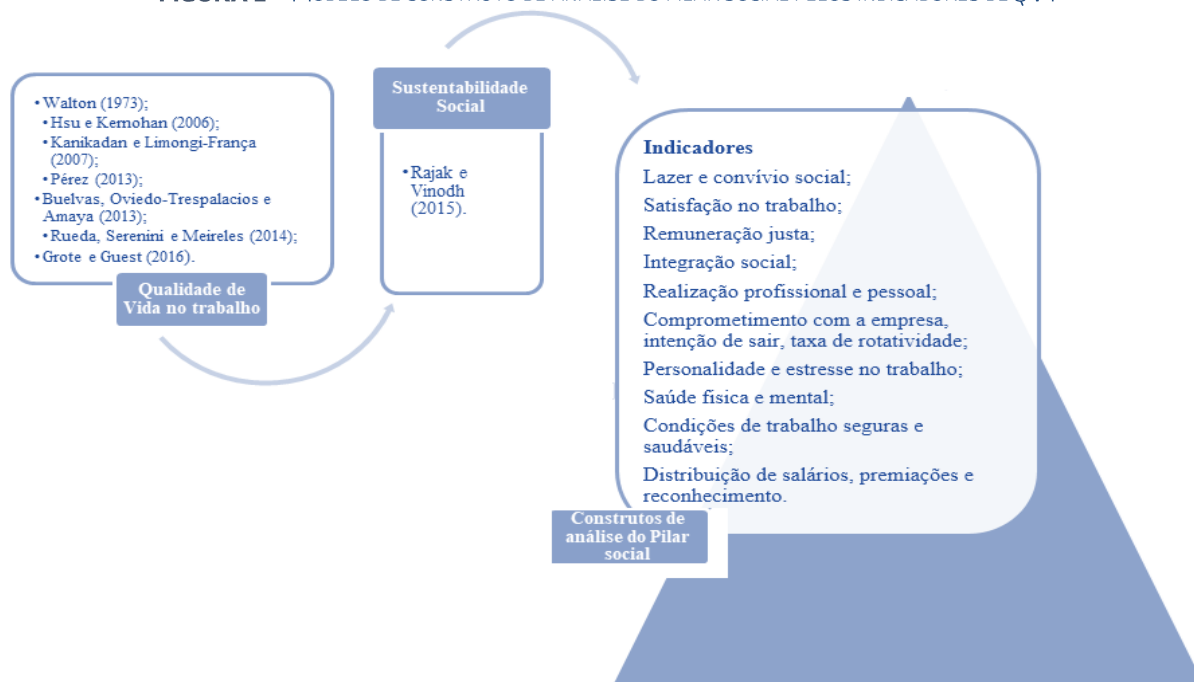 • Walton (1973);
• Hsu e Kernohan (2006);
• Kanikadan e Limongi-França
(2007);
• Pérez (2013);
• Buelvas, Oviedo-Trespalacios e
Amaya (2013);
• Rueda, Serenini e Meireles (2014);
• Grote e Guest (2016).
Qualidade de
Vida no trabalho
Sustentabilidade
Social
• Rajak e
Vinodh
(2015).
Indicadores
Lazer e convívio social;
Satisfação no trabalho;
Remuneração justa;
Integração social;
Realização profissional e pessoal;
Comprometimento com a empresa,
intenção de sair, taxa de rotatividade;
Personalidade e estresse no trabalho;
Saúde física e mental;
Condições de trabalho seguras e
saudáveis;
Distribuição de salários, premiações e
reconhecimento.
Construtos de
análise do Pilar
social